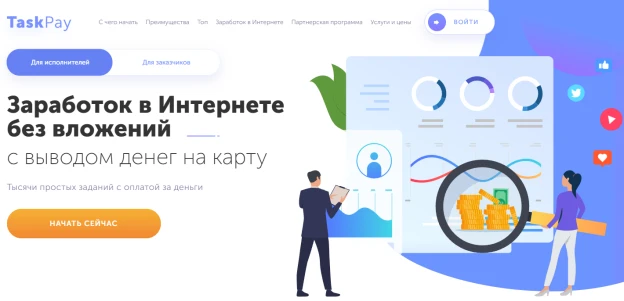 TaskPay
С чего начать Преимущества Топ Заработок в Интернете Партнерская программа Услуги и цены ВОЙТИ
Для исполнителей Для заказчиков
Заработок в Интернете
без вложений
с выводом денег на карту
Тысячи простых заданий с оплатой за деньги
НАЧАТЬ СЕЙЧАС